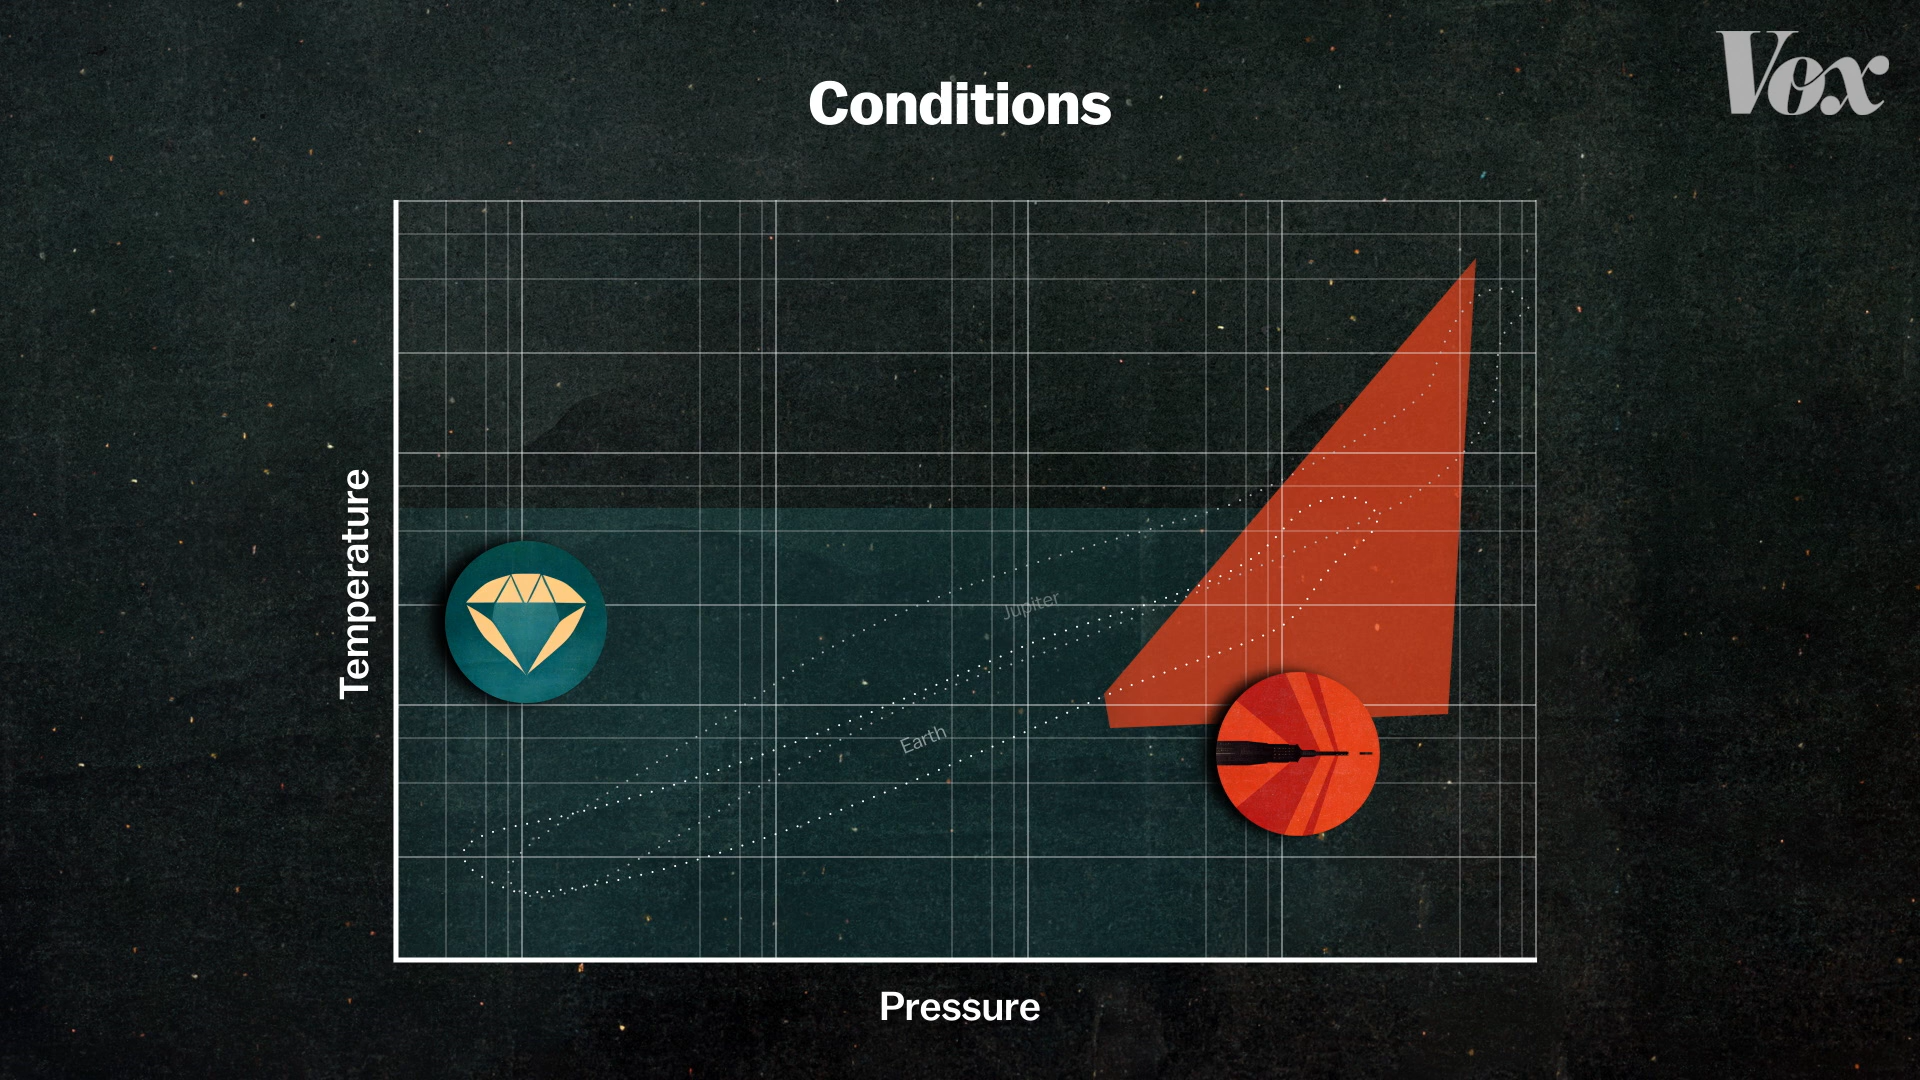 Vox
Conditions
Temperature
Jupiter
Earth
Pressure